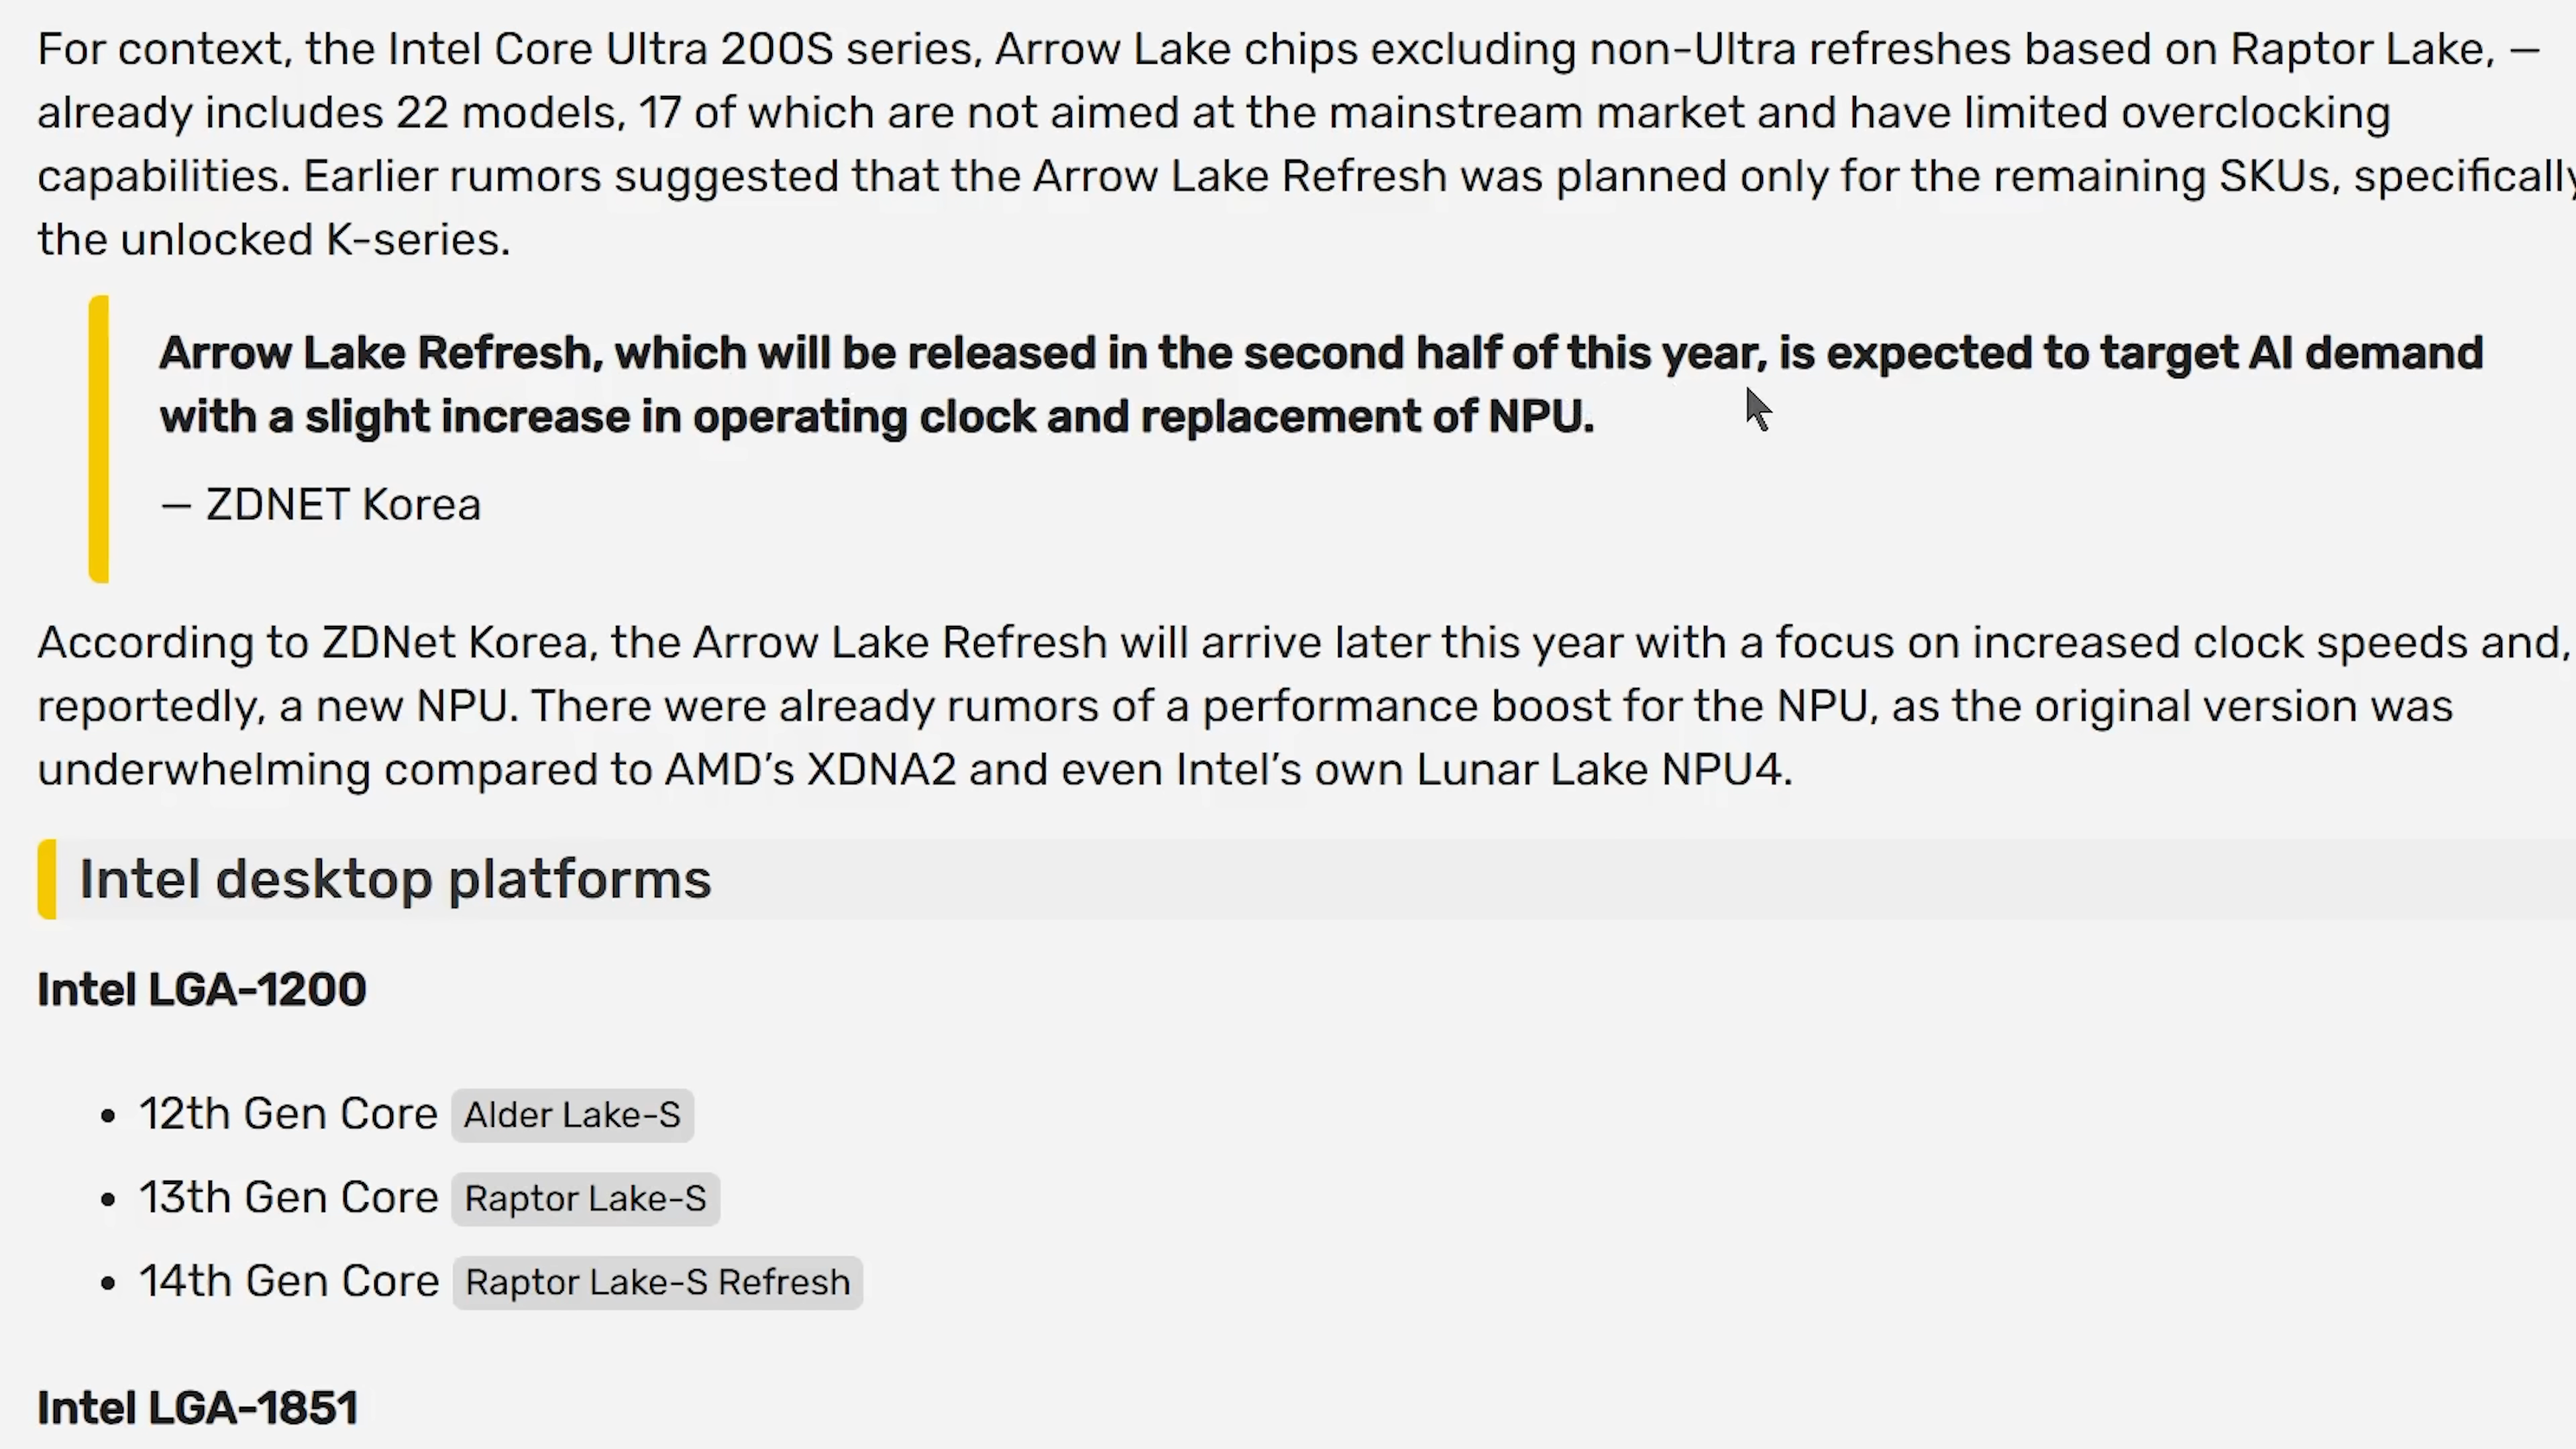 For context, the Intel Core Ultra 200S series, Arrow Lake chips excluding non-Ultra refreshes based on Raptor Lake, —
already includes 22 models, 17 of which are not aimed at the mainstream market and have limited overclocking
capabilities. Earlier rumors suggested that the Arrow Lake Refresh was planned only for the remaining SKUs, specifically
the unlocked K-series.
Arrow Lake Refresh, which will be released in the second half of this year, is expected to target AI demand
with a slight increase in operating clock and replacement of NPU.
— ZDNET Korea
According to ZDNet Korea, the Arrow Lake Refresh will arrive later this year with a focus on increased clock speeds and,
reportedly, a new NPU. There were already rumors of a performance boost for the NPU, as the original version was
underwhelming compared to AMD’s XDNA2 and even Intel’s own Lunar Lake NPU4.
Intel desktop platforms
Intel LGA-1200
• 12th Gen Core Alder Lake-S
• 13th Gen Core Raptor Lake-S
• 14th Gen Core Raptor Lake-S Refresh
Intel LGA-1851